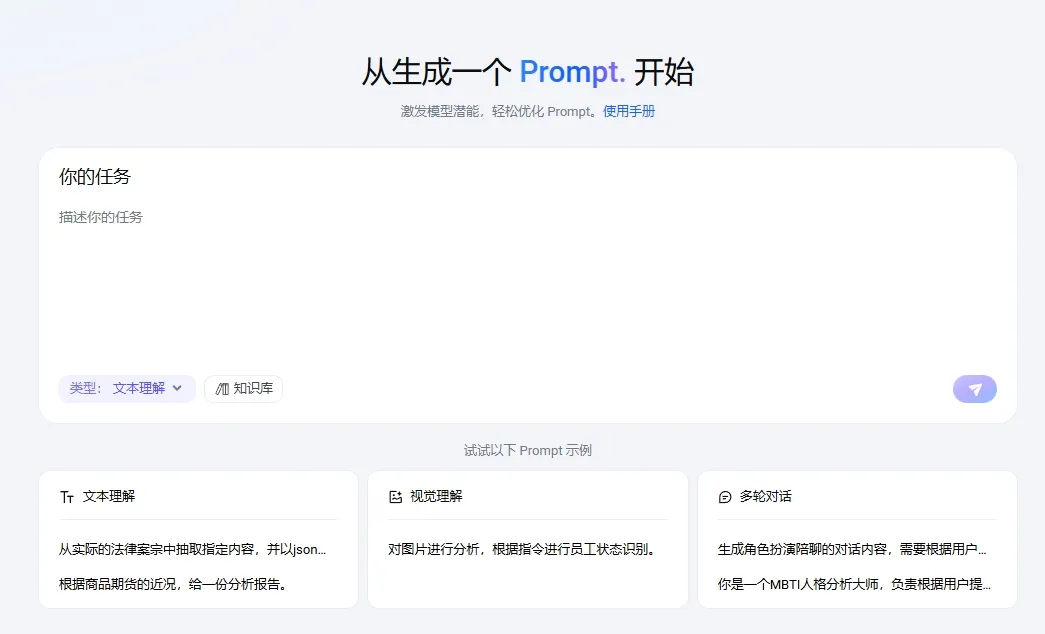 从生成一个 Prompt. 开始
激发模型潜能，轻松优化 Prompt。使用手册
你的任务
描述你的任务
类型： 文本理解
知识库
试试以下 Prompt 示例
文本理解
从实际的法律案宗中抽取指定内容，并以json...
根据商品期货的近况，给一份分析报告。
视觉理解
对图片进行分析，根据指令进行员工状态识别。
多轮对话
生成角色扮演陪聊的对话内容，需要根据用户...
你是一个MBTI人格分析大师，负责根据用户提...